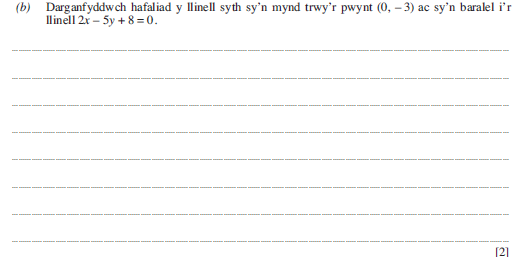 (b) Darganfyddwch hafaliad y llinell syth sy'n mynd trwy'r pwynt (0, – 3) ac sy'n baralel i'r
llinell 2x – 5y + 8 = 0.
[2]